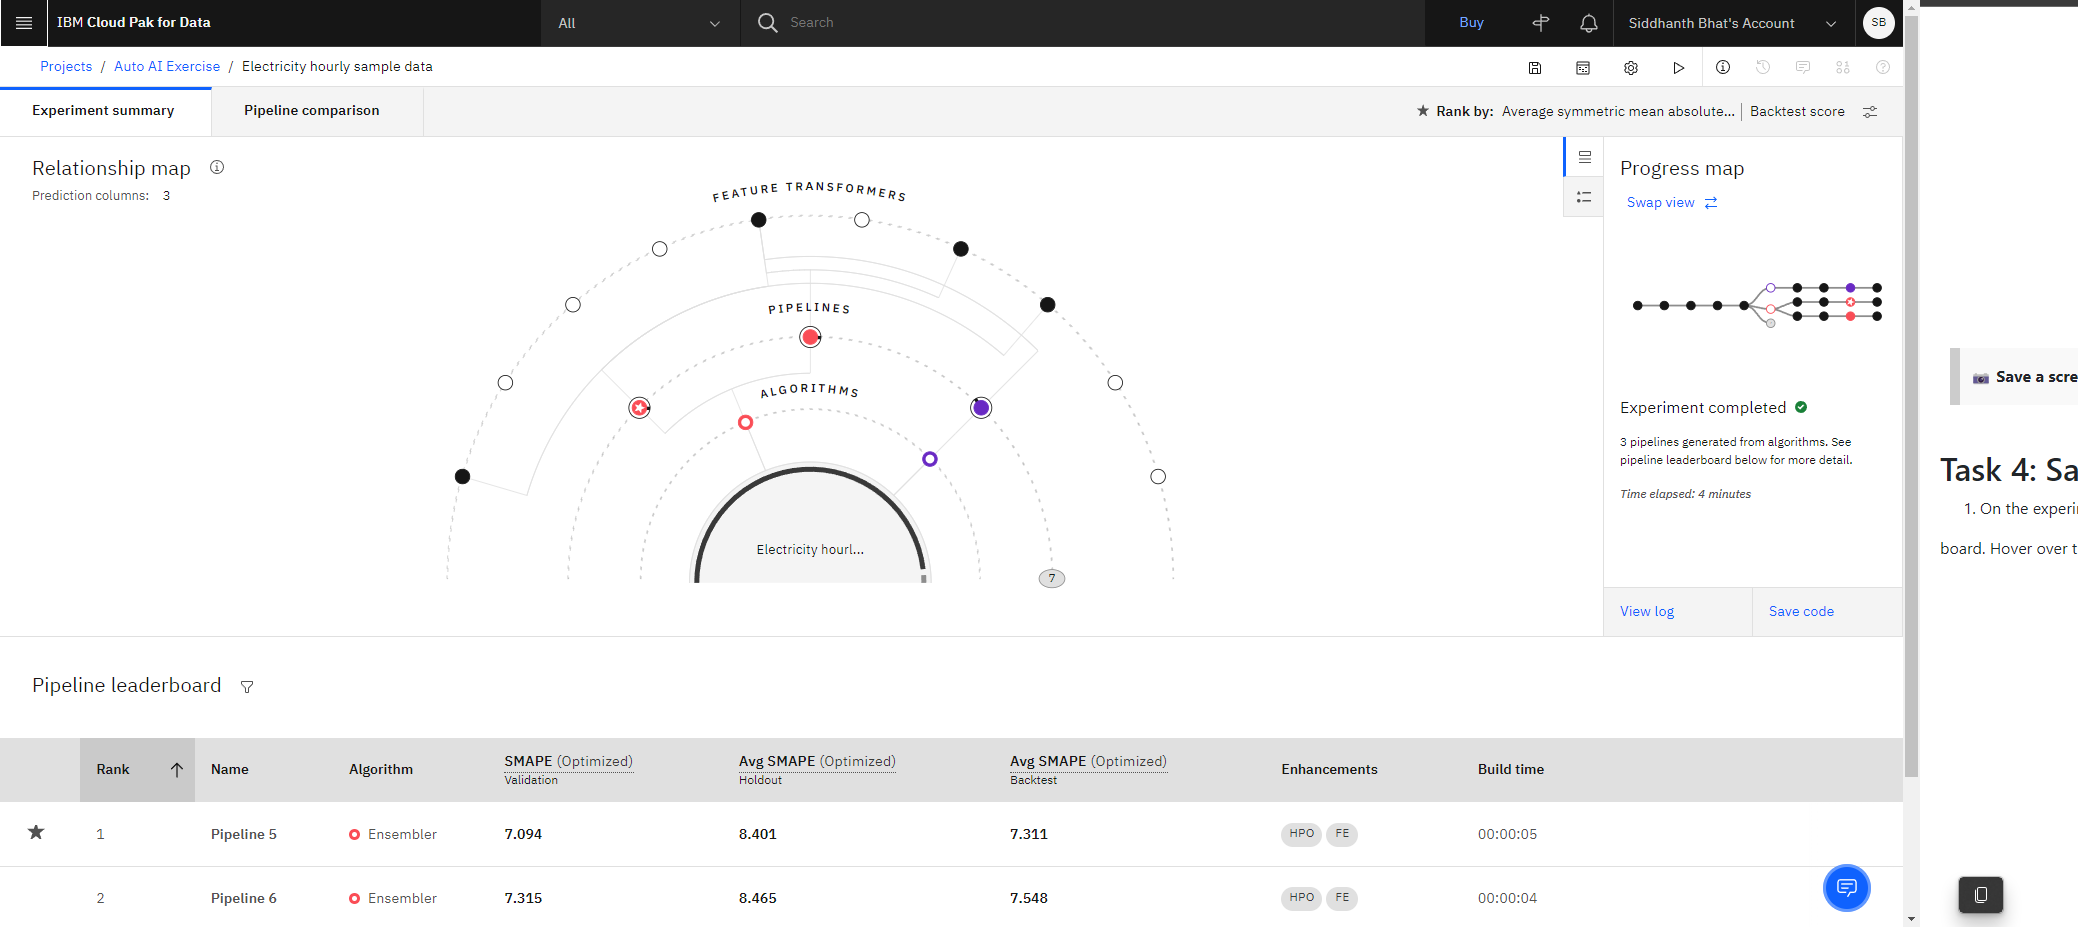 IBM Cloud Pak for Data
All
Search
Buy
Siddhanth Bhat's Account
SB
Projects / Auto AI Exercise / Electricity hourly sample data
Experiment summary
Pipeline comparison
Rank by: Average symmetric mean absolute... | Backtest score
Relationship map
Prediction columns: 3
FEATURE TRANSFORMERS
PIPELINES
ALGORITHMS
Electricity hourl...
7
Progress map
Swap view
Experiment completed
3 pipelines generated from algorithms. See
pipeline leaderboard below for more detail.
Time elapsed: 4 minutes
View log
Save code
Pipeline leaderboard
Rank Name Algorithm SMAPE (Optimized) Avg SMAPE (Optimized) Avg SMAPE (Optimized) Enhancements Build time
Validation Holdout Backtest
1 Pipeline 5 Ensembler 7.094 8.401 7.311 HPO FE 00:00:05
2 Pipeline 6 Ensembler 7.315 8.465 7.548 HPO FE 00:00:04
Save a scre
Task 4: Sa
1. On the experi
board. Hover over t